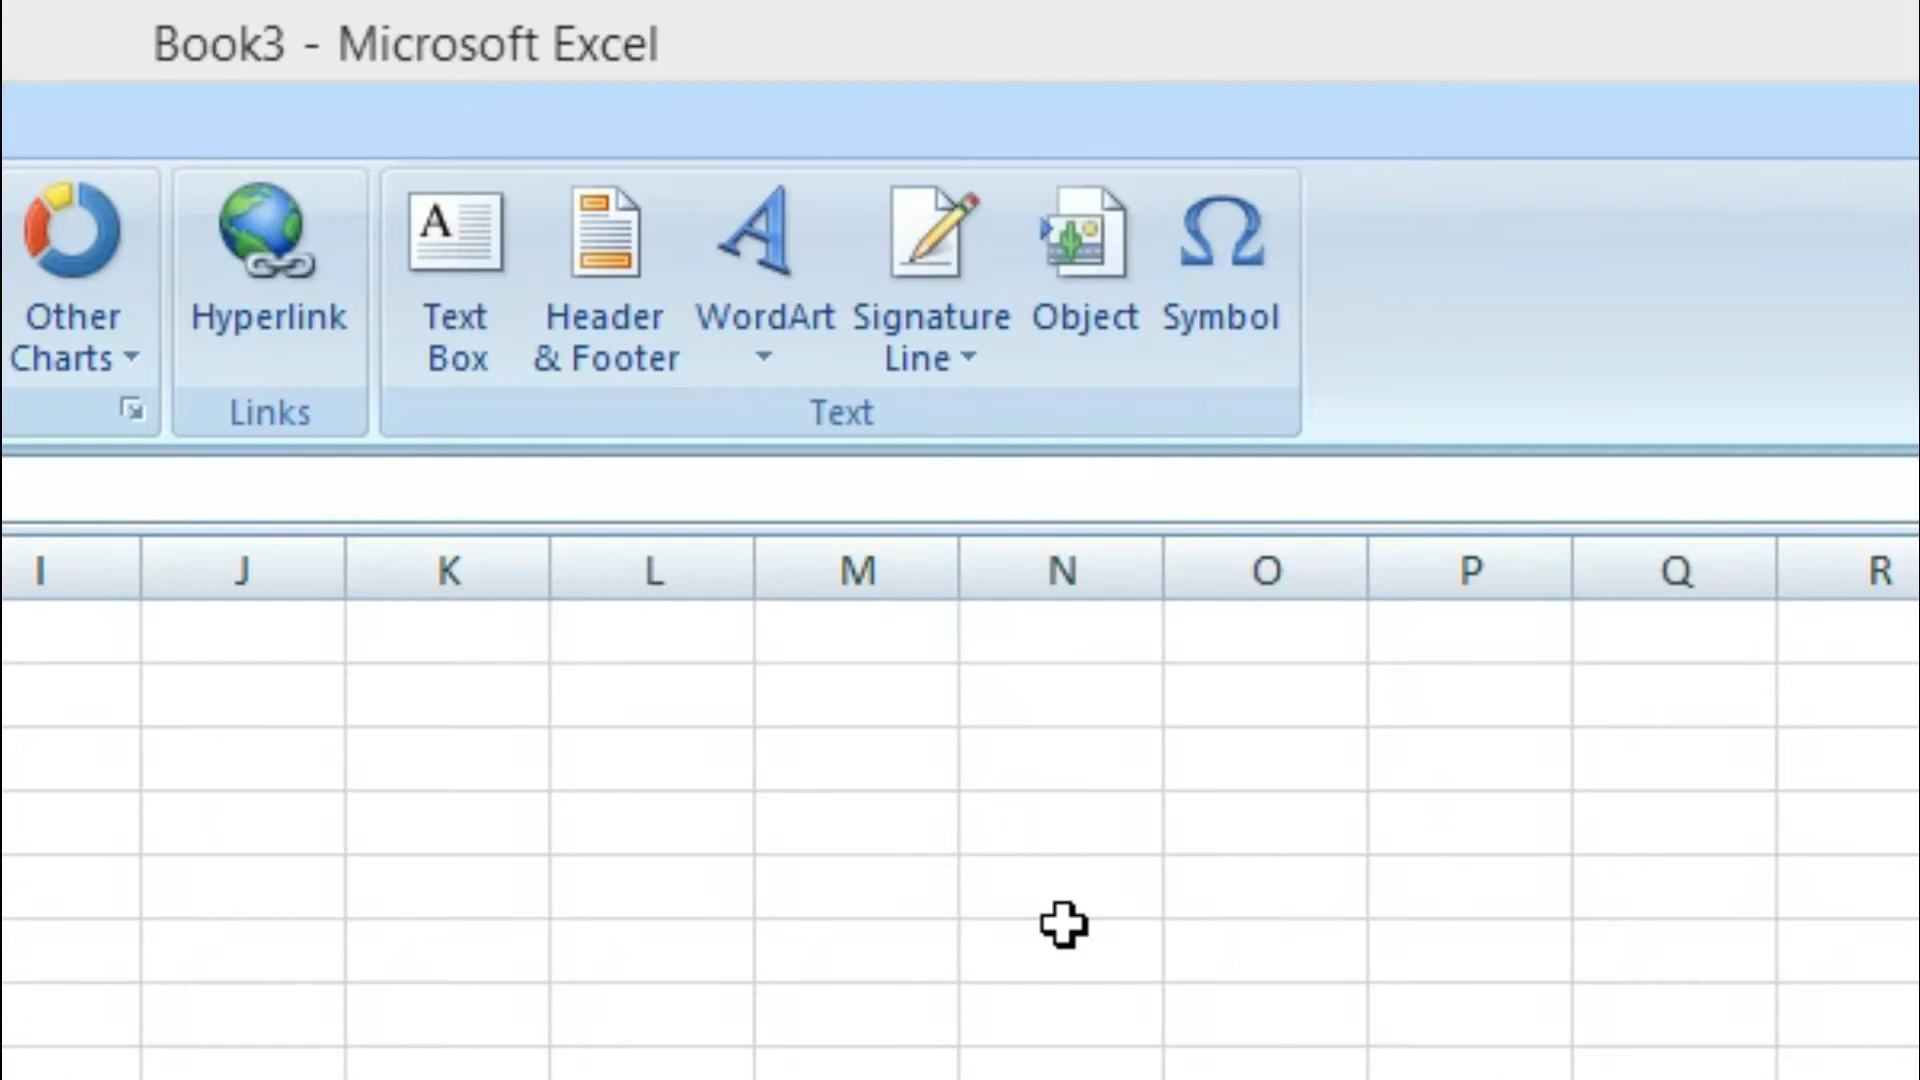 Book3 - Microsoft Excel
Other Charts
Hyperlink
A
Text Box
Header & Footer
WordArt
Signature Line
Object
Symbol
Links
Text
I J K L M N O P Q R